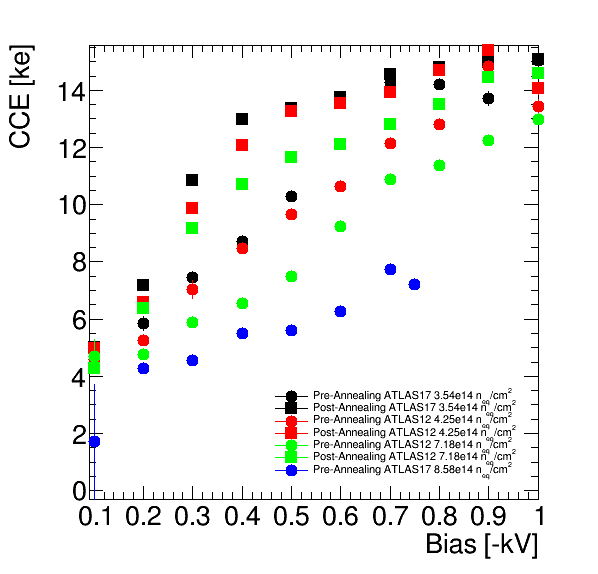 CCE [ke]
14
12
10
8
6
4
2
0
Pre-Annealing ATLAS17 3.54e14 n_eq/cm^2
Post-Annealing ATLAS17 3.54e14 n_eq/cm^2
Pre-Annealing ATLAS12 4.25e14 n_eq/cm^2
Post-Annealing ATLAS12 4.25e14 n_eq/cm^2
Pre-Annealing ATLAS12 7.18e14 n_eq/cm^2
Post-Annealing ATLAS12 7.18e14 n_eq/cm^2
Pre-Annealing ATLAS17 8.58e14 n_eq/cm^2
0.1 0.2 0.3 0.4 0.5 0.6 0.7 0.8 0.9 1
Bias [-kV]